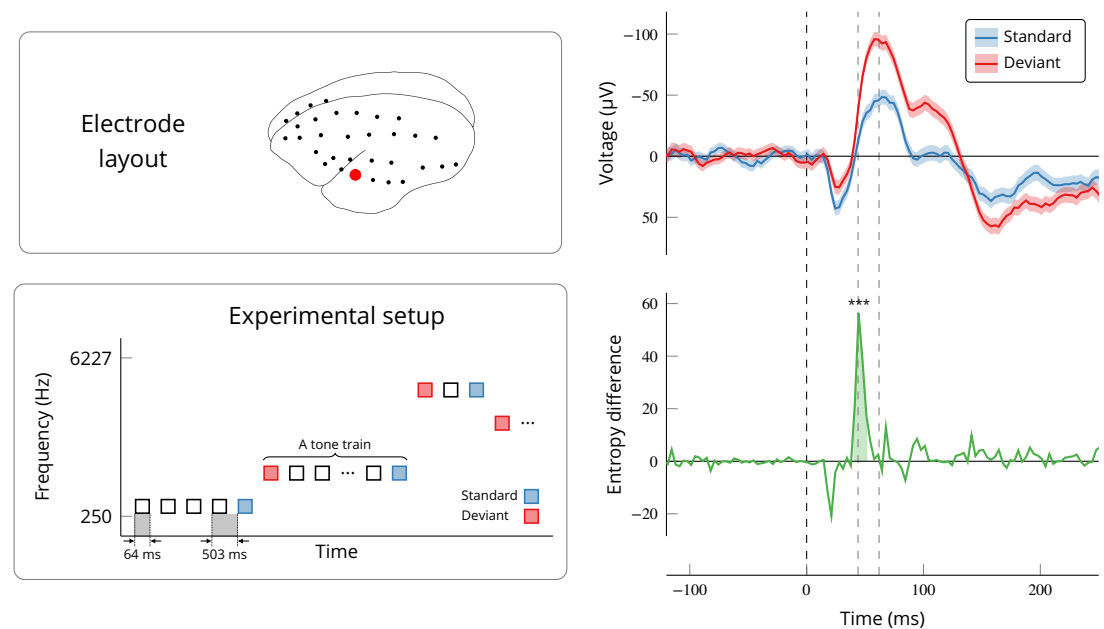 Electrode
layout
Experimental setup
Frequency (Hz)
6227
250
A tone train
...
...
Standard
Deviant
64 ms
503 ms
Time
Voltage (μV)
−100
−50
0
50
Standard
Deviant
Entropy difference
60
40
20
0
−20
***
−100
0
100
200
Time (ms)